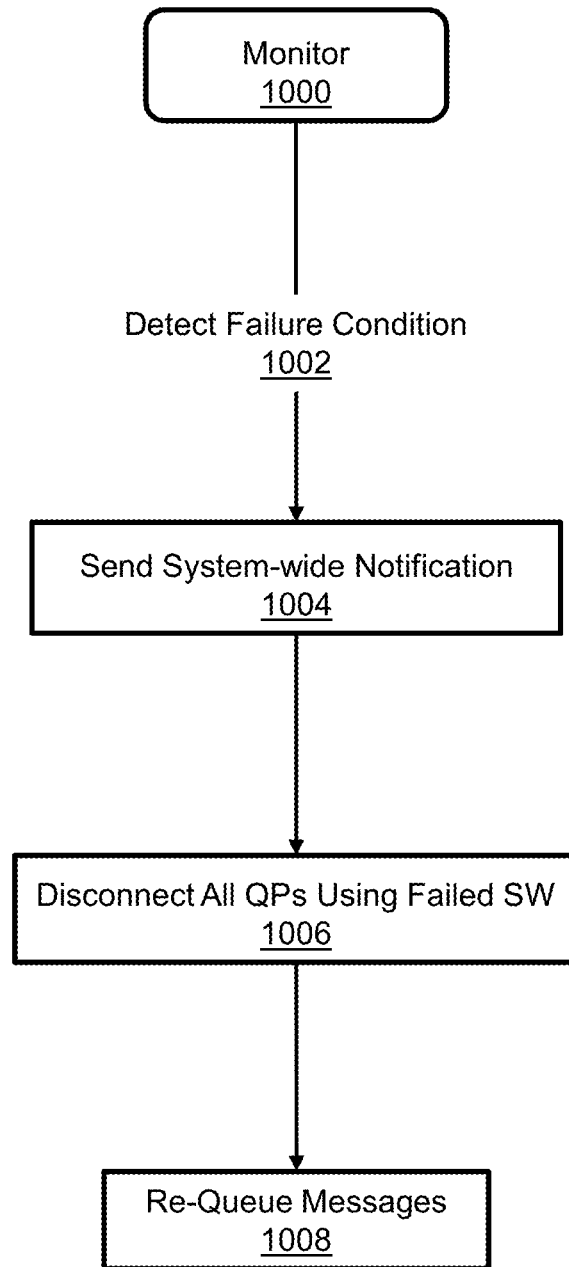 Monitor
1000
Detect Failure Condition
1002
Send System-wide Notification
1004
Disconnect All QPs Using Failed SW
1006
Re-Queue Messages
1008